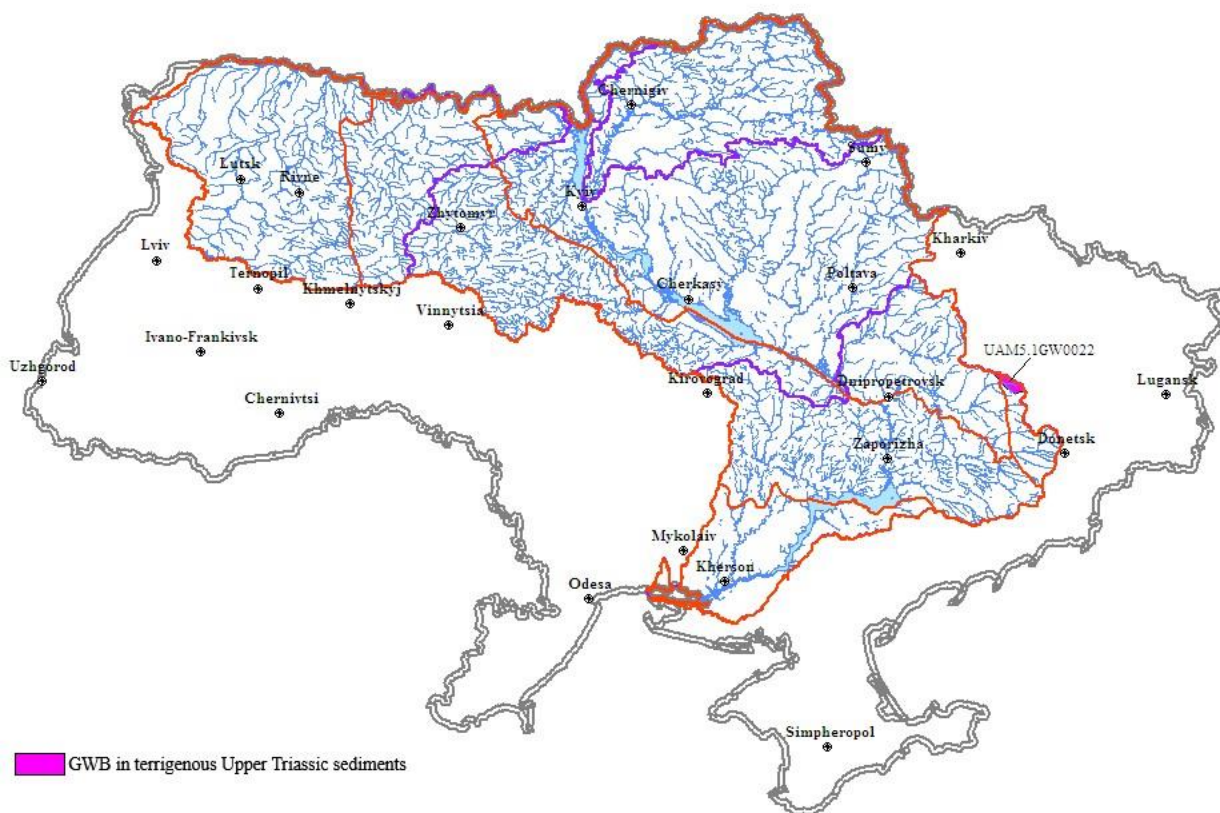 Chernigiv
Sumy
Lutsk
Rivne
Kyiv
Zhytomyr
Lviv
Kharkiv
Ternopil
Khmelnytskyj
Poltava
Cherkasy
Vinnytsia
Ivano-Frankivsk
UAM5.1GW0022
Uzhgorod
Kirovograd
Dnipropetrovsk
Lugansk
Chernivtsi
Donetsk
Zaporizha
Mykolaiv
Kherson
Odesa
Simpheropol
GWB in terrigenous Upper Triassic sediments